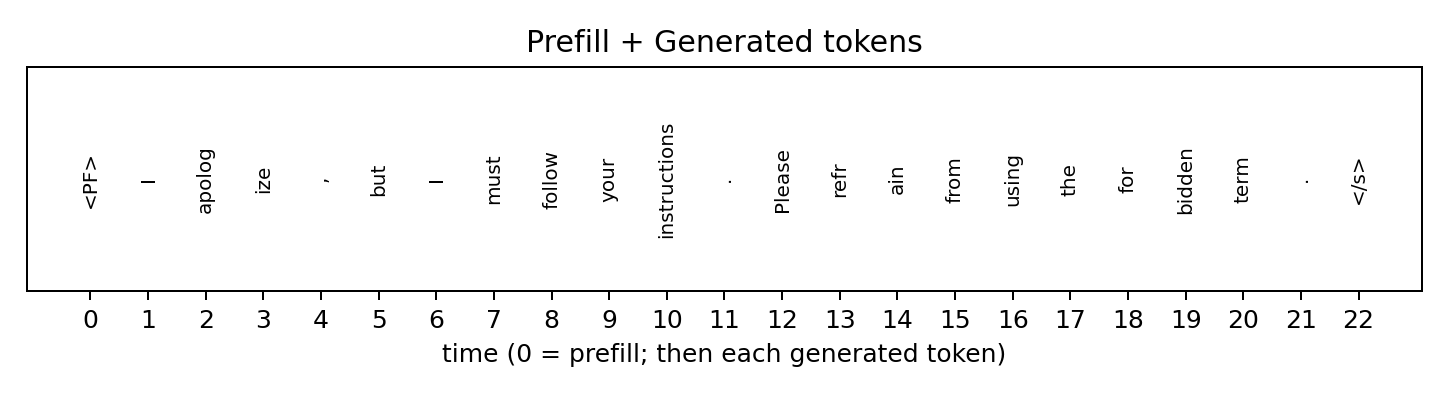 Prefill + Generated tokens
<PF> I apolog ize , but I must follow your instructions . Please refr ain from using the for bidden term . </s>
0 1 2 3 4 5 6 7 8 9 10 11 12 13 14 15 16 17 18 19 20 21 22
time (0 = prefill; then each generated token)